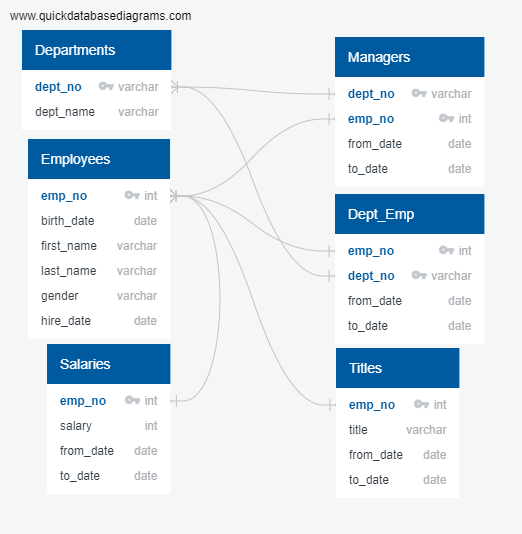 www.quickdatabasediagrams.com
Departments
dept_no varchar
dept_name varchar
Employees
emp_no int
birth_date date
first_name varchar
last_name varchar
gender varchar
hire_date date
Salaries
emp_no int
salary int
from_date date
to_date date
Managers
dept_no varchar
emp_no int
from_date date
to_date date
Dept_Emp
emp_no int
dept_no varchar
from_date date
to_date date
Titles
emp_no int
title varchar
from_date date
to_date date